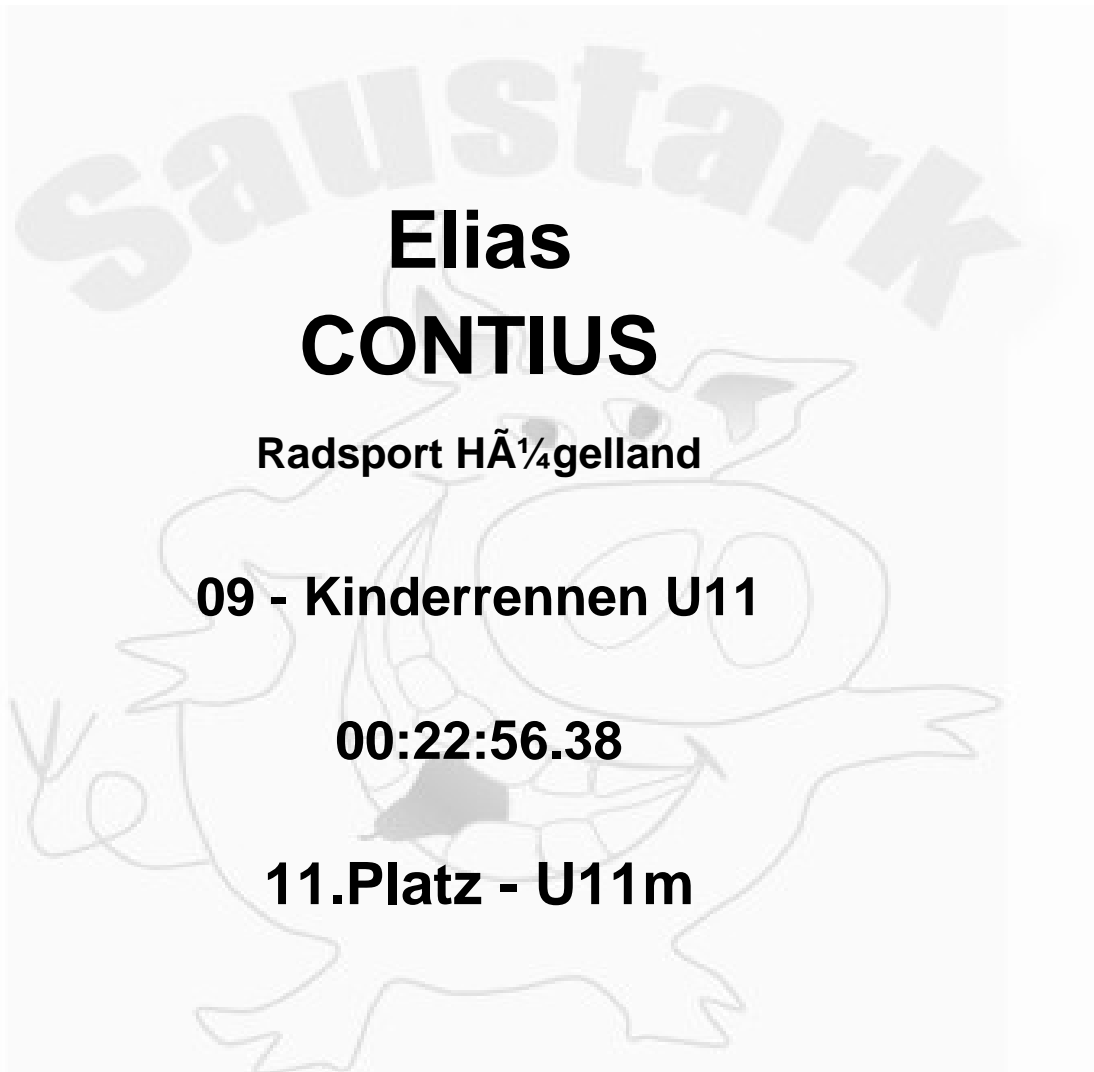 Saustark
Elias
CONTIUS
Radsport HÃ¼gelland
09 - Kinderrennen U11
00:22:56.38
11.Platz - U11m